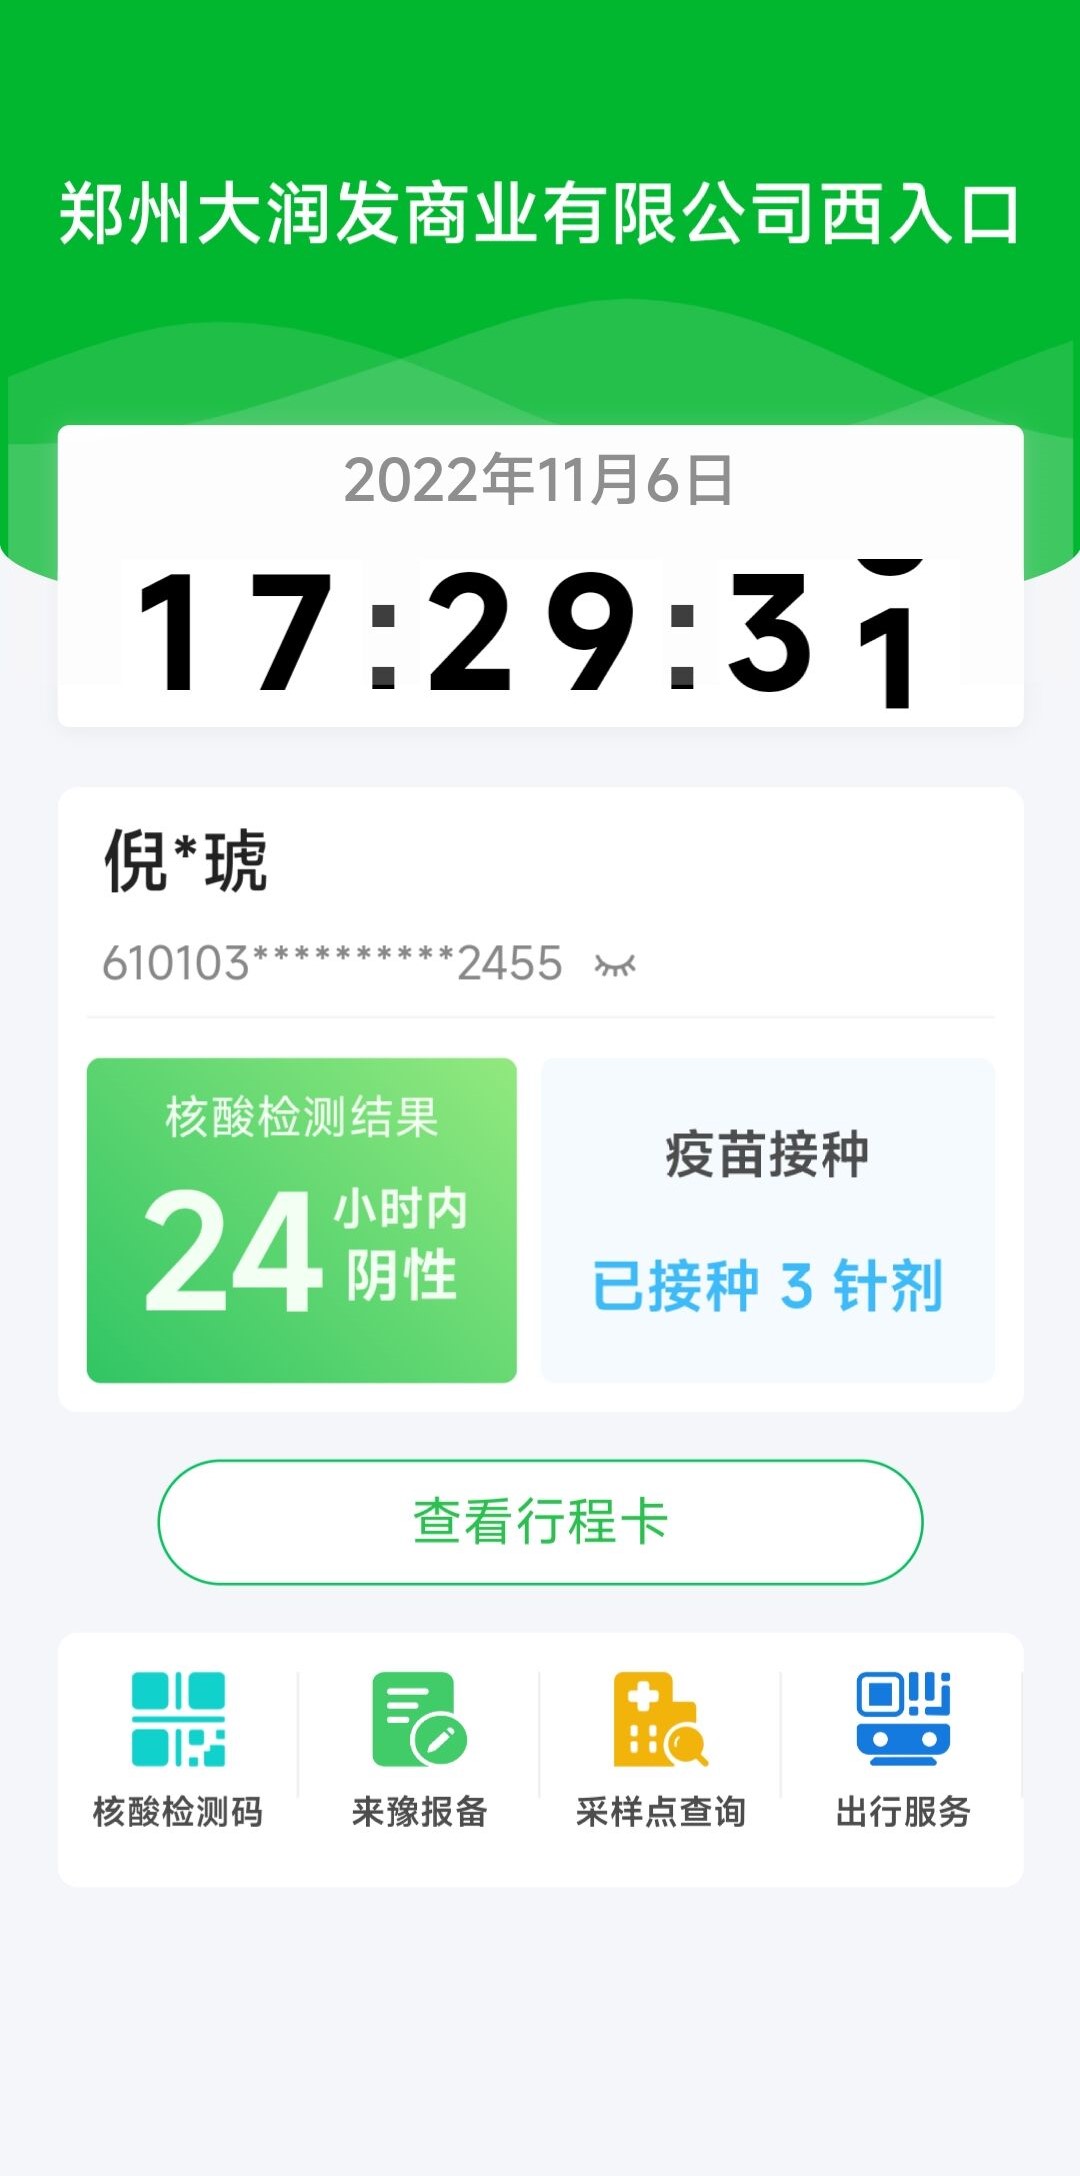 郑州大润发商业有限公司西入口
2022年11月6日
17:29:31
倪*琥
610103**********2455
核酸检测结果
24 小时内
阴性
疫苗接种
已接种 3 针剂
查看行程卡
核酸检测码
来豫报备
采样点查询
出行服务